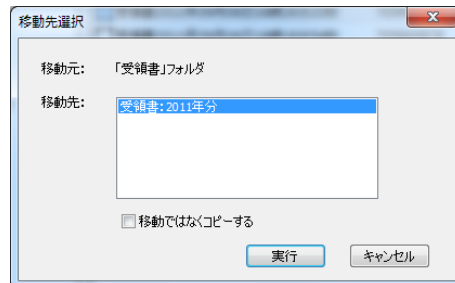 移動先選択
移動元: 「受領書」フォルダ
移動先: 受領書:2011年分
移動ではなくコピーする
実行 キャンセル